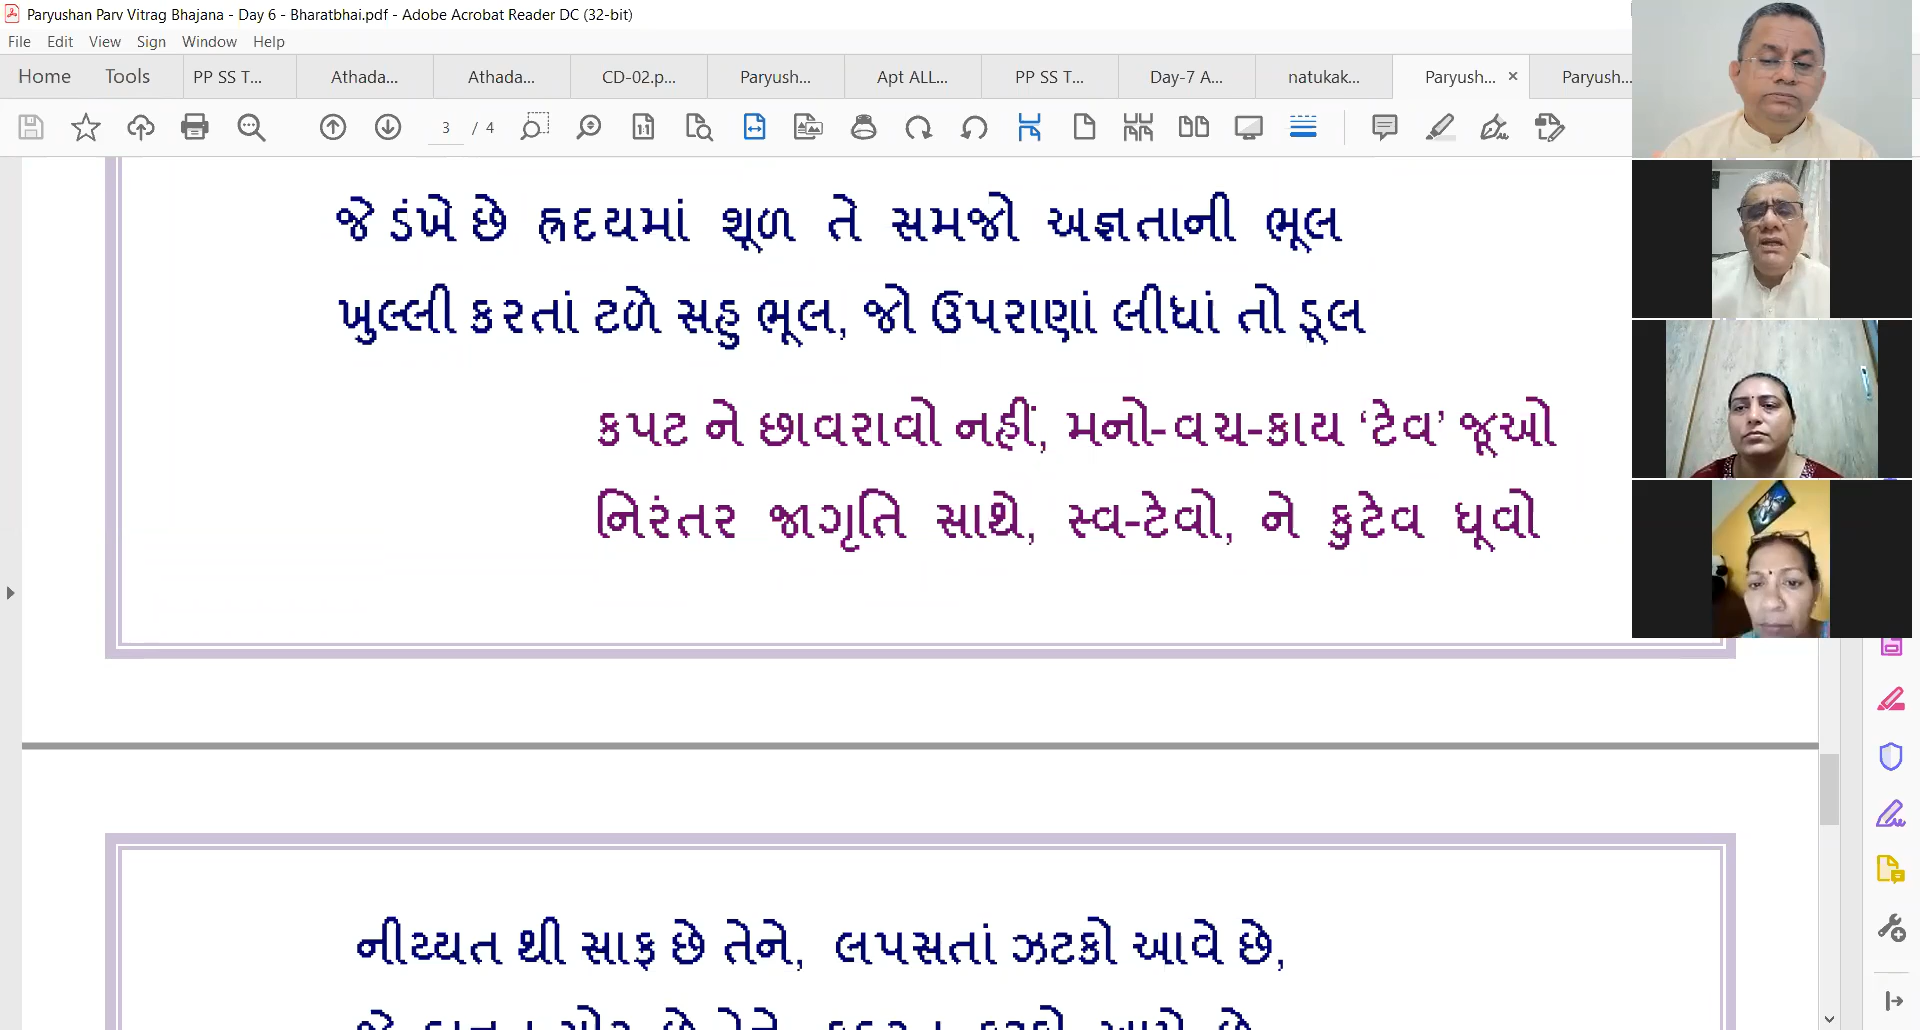 Paryushan Parv Vitrag Bhajana - Day 6 - Bharatbhai.pdf - Adobe Acrobat Reader DC (32-bit)
File Edit View Sign Window Help
Home Tools PP SS T... Athada... Athada... CD-02.p... Paryush... Apt ALL... PP SS T... Day-7 A... natukak... Paryush... × Paryush...
3 / 4
જે ડંખે છે હ્રદયમાં શૂળ તે સમજો અજ્ઞતાની ભૂલ
ખુલ્લી કરતાં ટળે સહુ ભૂલ, જો ઉપરાણાં લીધાં તો ડૂલ
કપટ ને છાવરાવો નહીં, મનો-વચ-કાય ‘ટેવ’ જૂઓ
નિરંતર જાગૃતિ સાથે, સ્વ-ટેવો, ને કુટેવ ધૂવો
નીય્યત થી સાફ છે તેને, લપસતાં ઝટકો આવે છે,